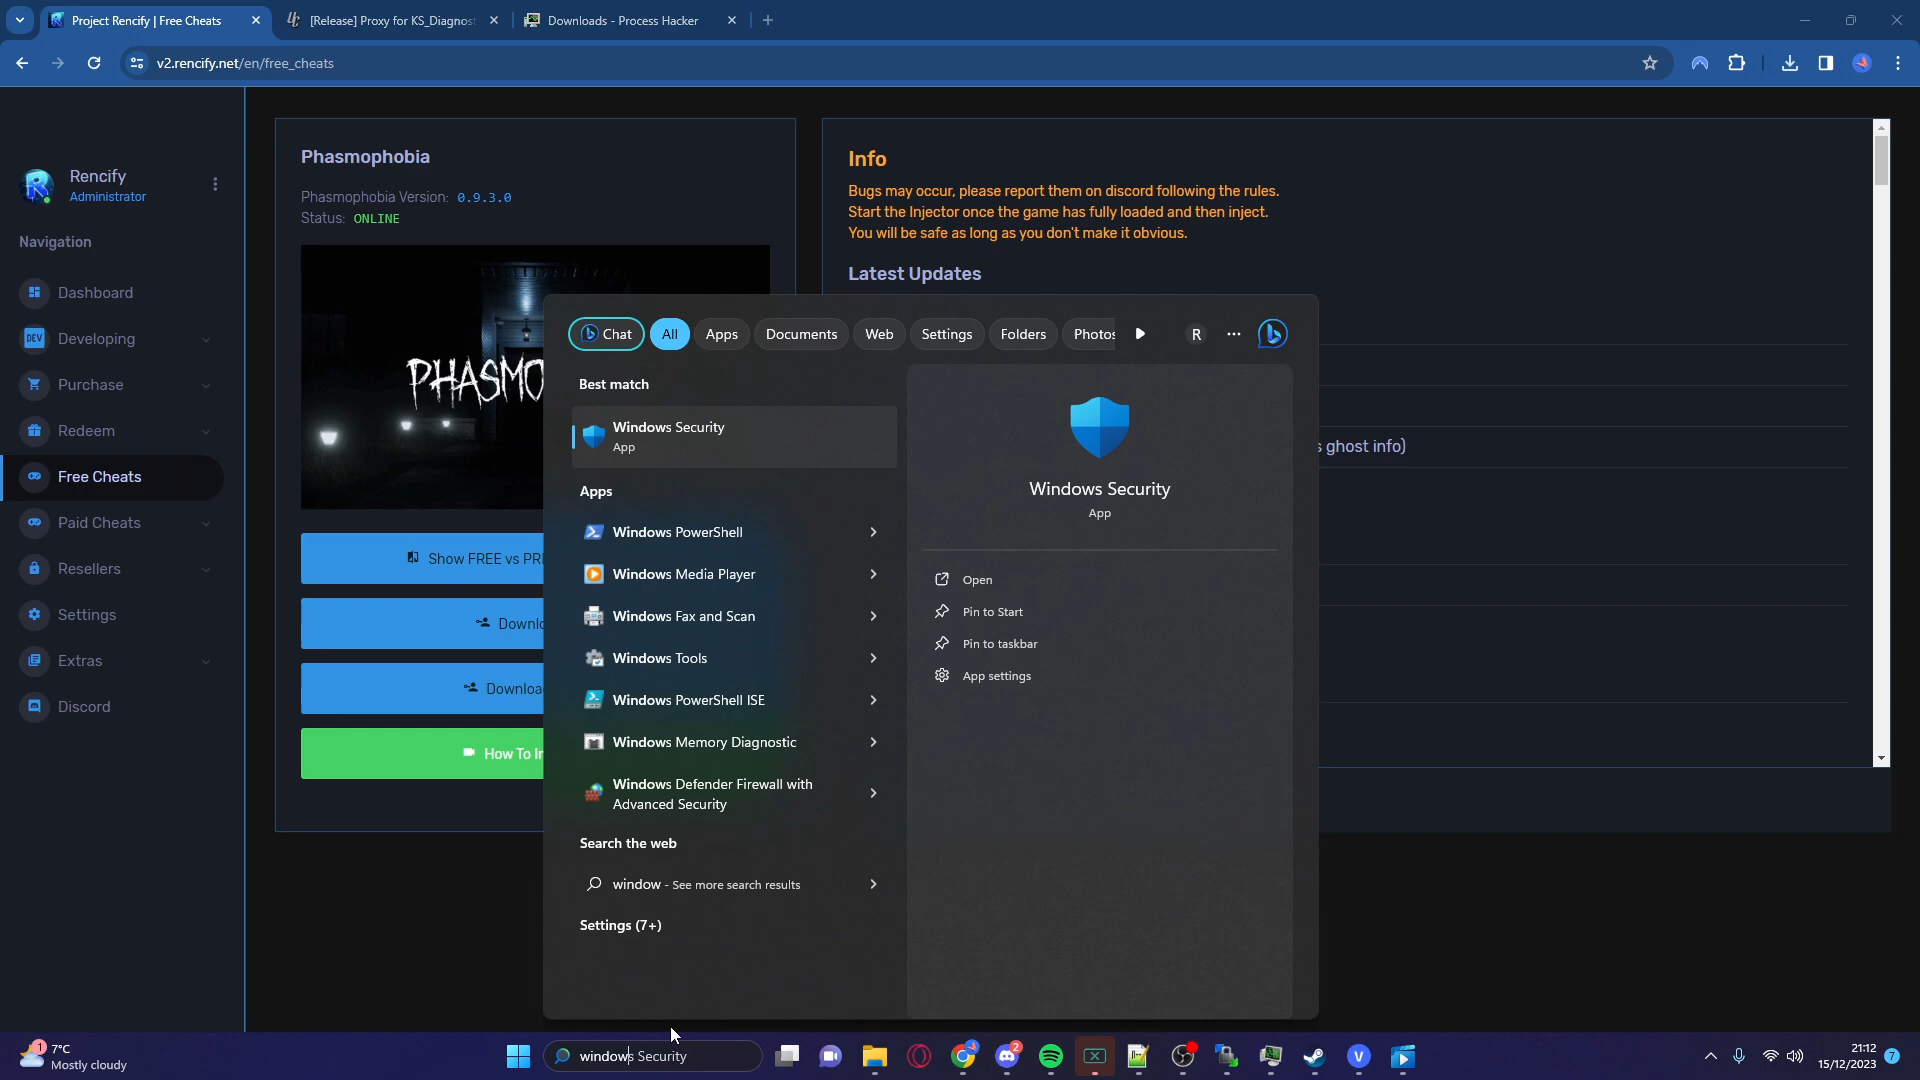 Project Rencify | Free Cheats
[Release] Proxy for KS_Diagnost
Downloads - Process Hacker
v2.rencify.net/en/free_cheats
Rencify
Administrator
Navigation
Dashboard
DEV
Developing
Purchase
Redeem
Free Cheats
Paid Cheats
Resellers
Settings
Extras
Discord
Phasmophobia
Phasmophobia Version: 0.9.3.0
Status: ONLINE
PHASMO
Show FREE vs PR
Downlo
Downloa
How To I
Info
Bugs may occur, please report them on discord following the rules.
Start the Injector once the game has fully loaded and then inject.
You will be safe as long as you don't make it obvious.
Latest Updates
s ghost info)
Chat
All
Apps
Documents
Web
Settings
Folders
Photos
R
Best match
Windows Security
App
Apps
Windows PowerShell
Windows Media Player
Windows Fax and Scan
Windows Tools
Windows PowerShell ISE
Windows Memory Diagnostic
Windows Defender Firewall with
Advanced Security
Search the web
window - See more search results
Settings (7+)
Windows Security
App
Open
Pin to Start
Pin to taskbar
App settings
1
7°C
Mostly cloudy
windows Security
2
V
21:12
15/12/2023
7